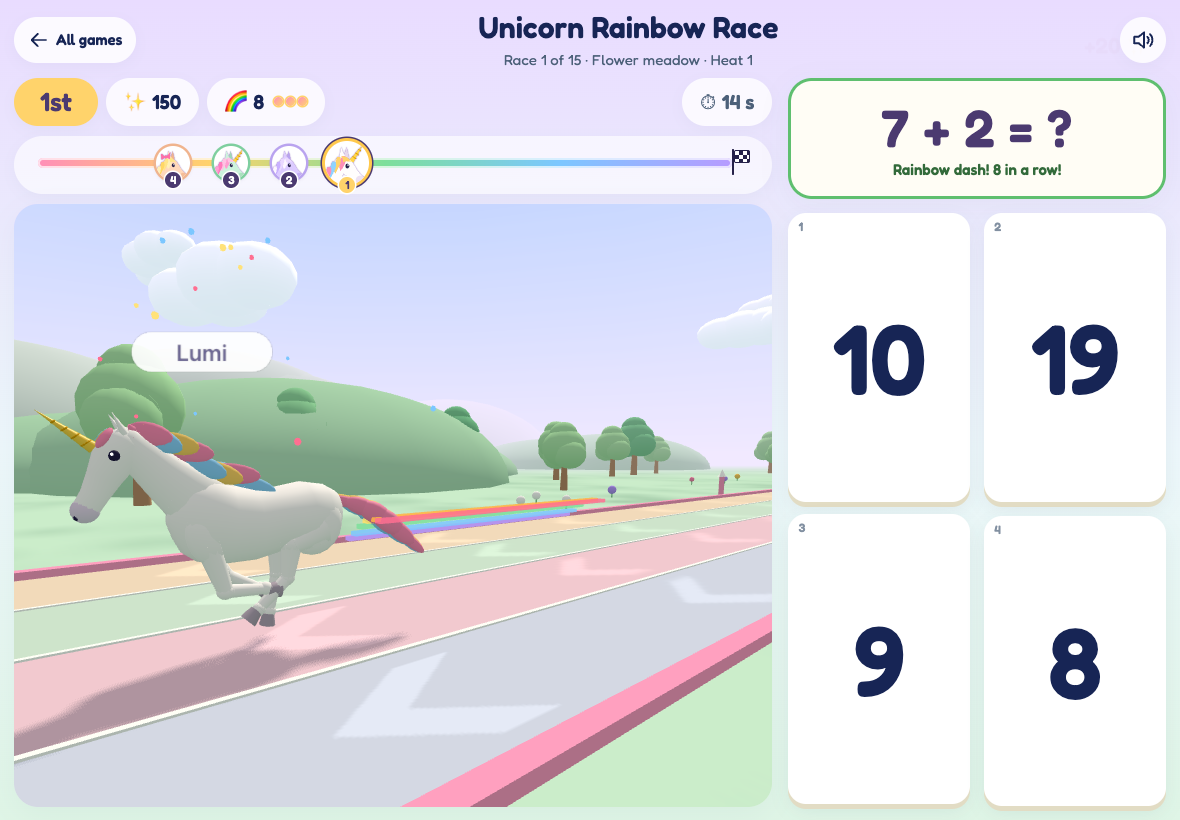 All games
Unicorn Rainbow Race
Race 1 of 15 · Flower meadow · Heat 1
+20
1st
150
8
14 s
4
3
2
1
7 + 2 = ?
Rainbow dash! 8 in a row!
Lumi
1
10
2
19
3
9
4
8